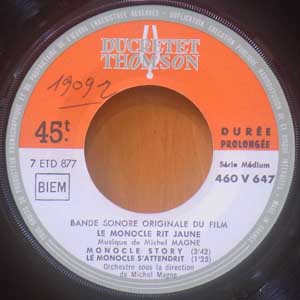 DUCRETET
THOMSON
19092
45t.
DURÉE
PROLONGÉE
7 ETD 877
Série Médium
BIEM
460 V 647
BANDE SONORE ORIGINALE DU FILM
LE MONOCLE RIT JAUNE
Musique de Michel MAGNE
MONOCLE STORY (3'42)
LE MONOCLE S'ATTENDRIT (1'25)
Orchestre sous la direction
de Michel Magne